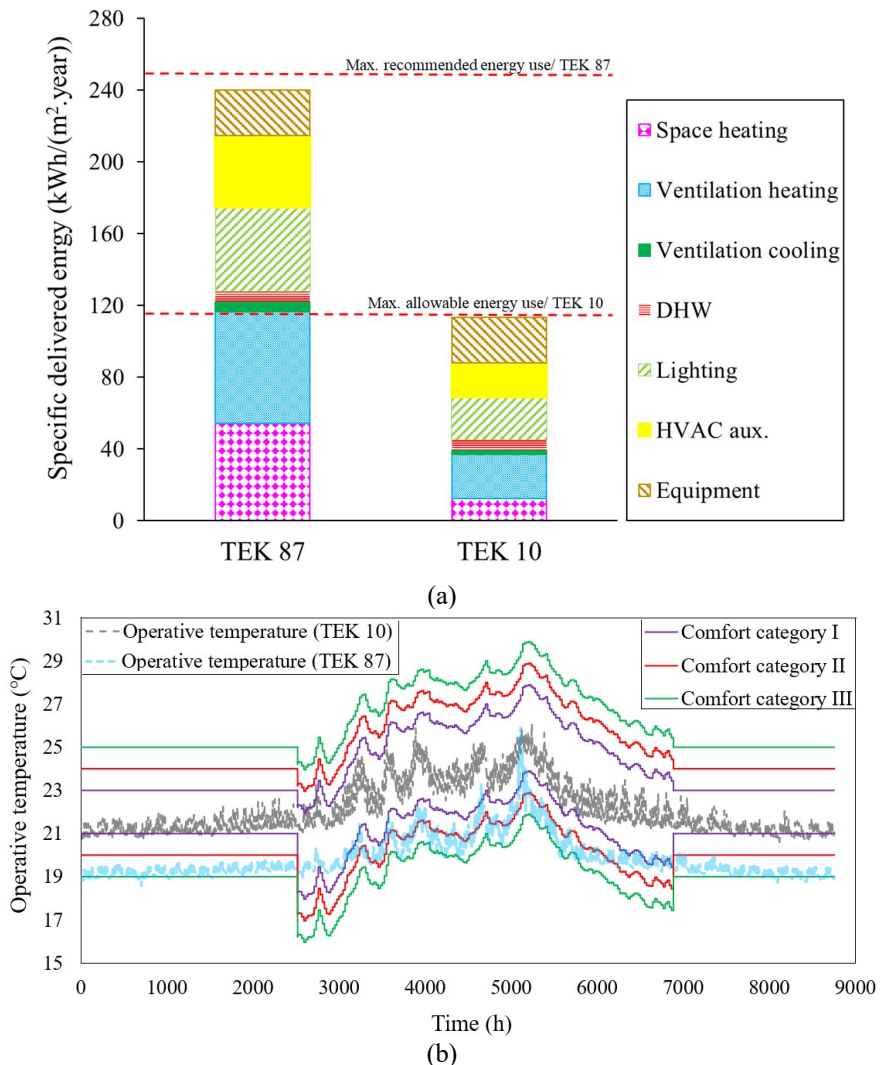 280
240
200
160
120
80
40
0
Specific delivered enrgy (kWh/(m².year))
Max. recommended energy use/ TEK 87
Max. allowable energy use/ TEK 10
TEK 87
TEK 10
Space heating
Ventilation heating
Ventilation cooling
DHW
Lighting
HVAC aux.
Equipment
(a)
31
29
27
25
23
21
19
17
15
Operative temperature (°C)
Operative temperature (TEK 10)
Operative temperature (TEK 87)
Comfort category I
Comfort category II
Comfort category III
0 1000 2000 3000 4000 5000 6000 7000 8000 9000
Time (h)
(b)